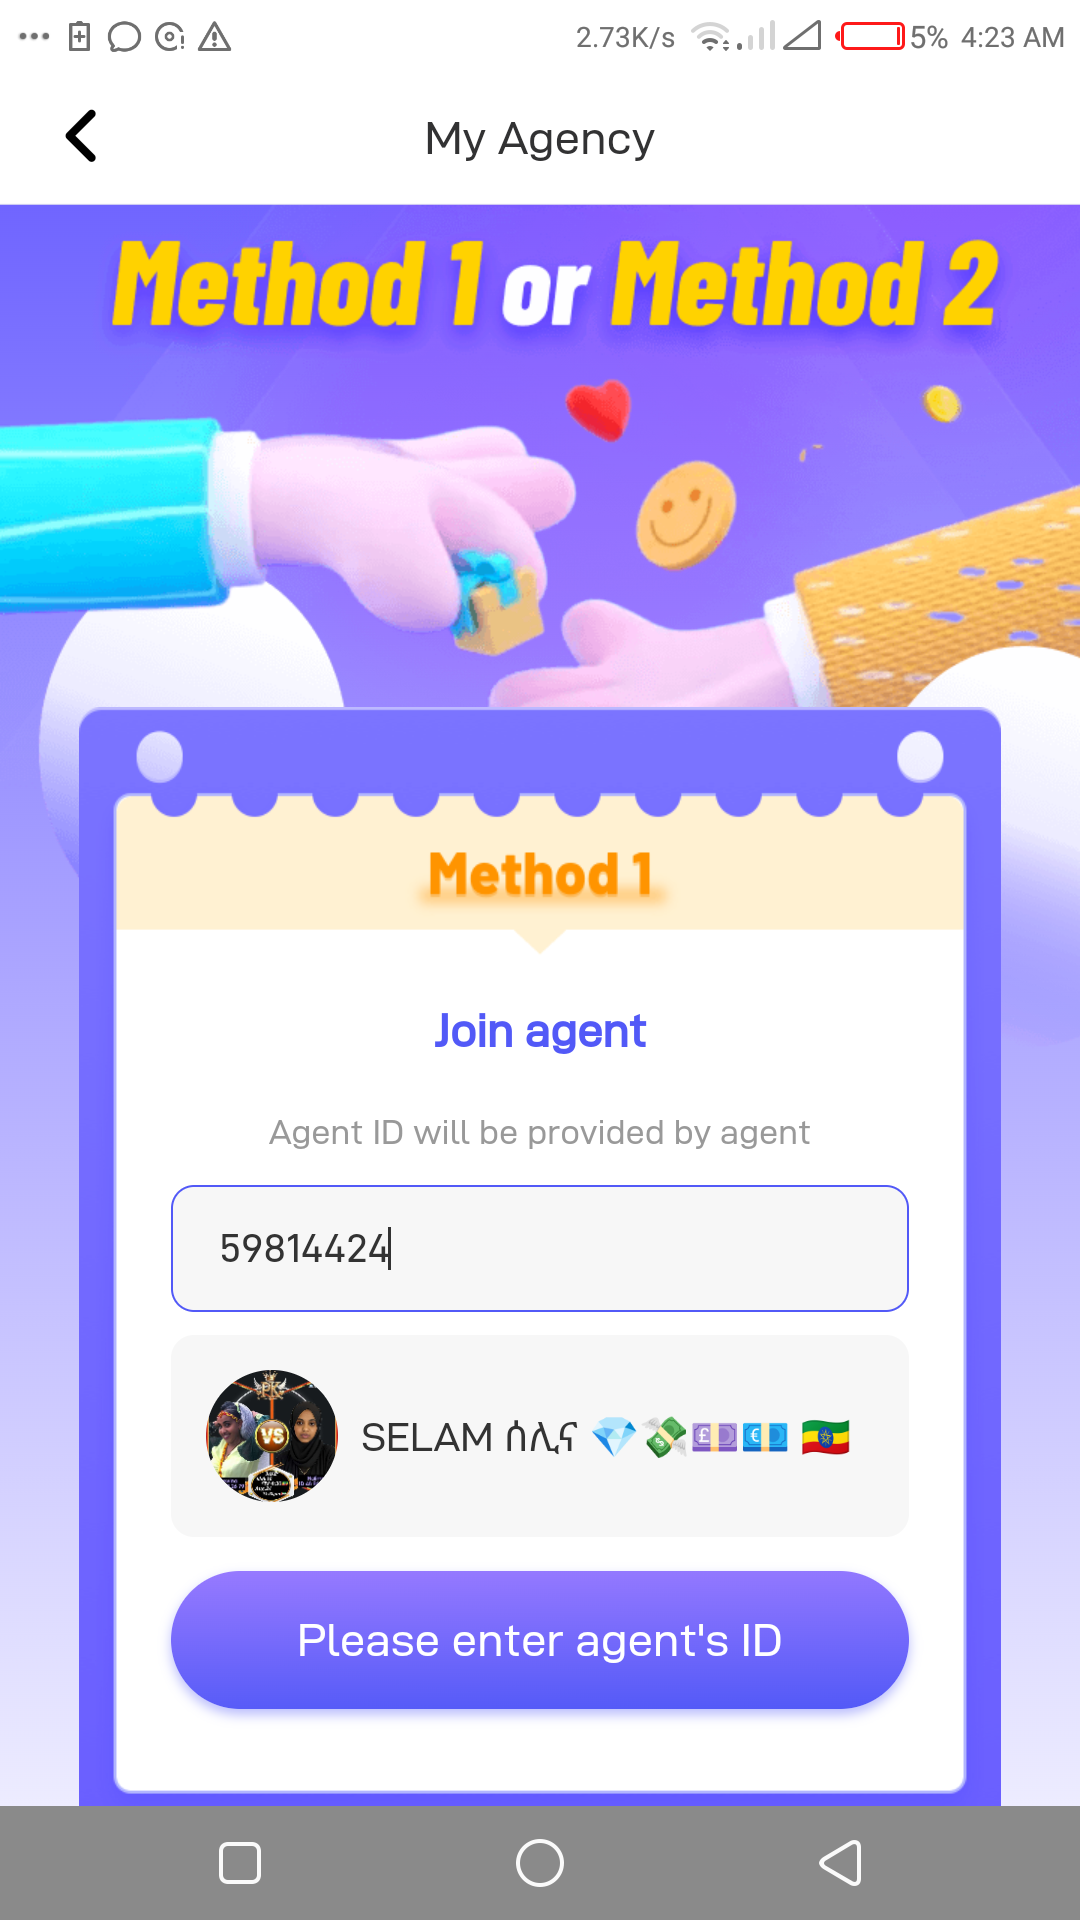 2.73K/s 5% 4:23 AM
My Agency
Method 1 or Method 2
Method 1
Join agent
Agent ID will be provided by agent
59814424
VS
SELAM ሰሊና 💎💸💷💶 🇪🇹
Please enter agent's ID